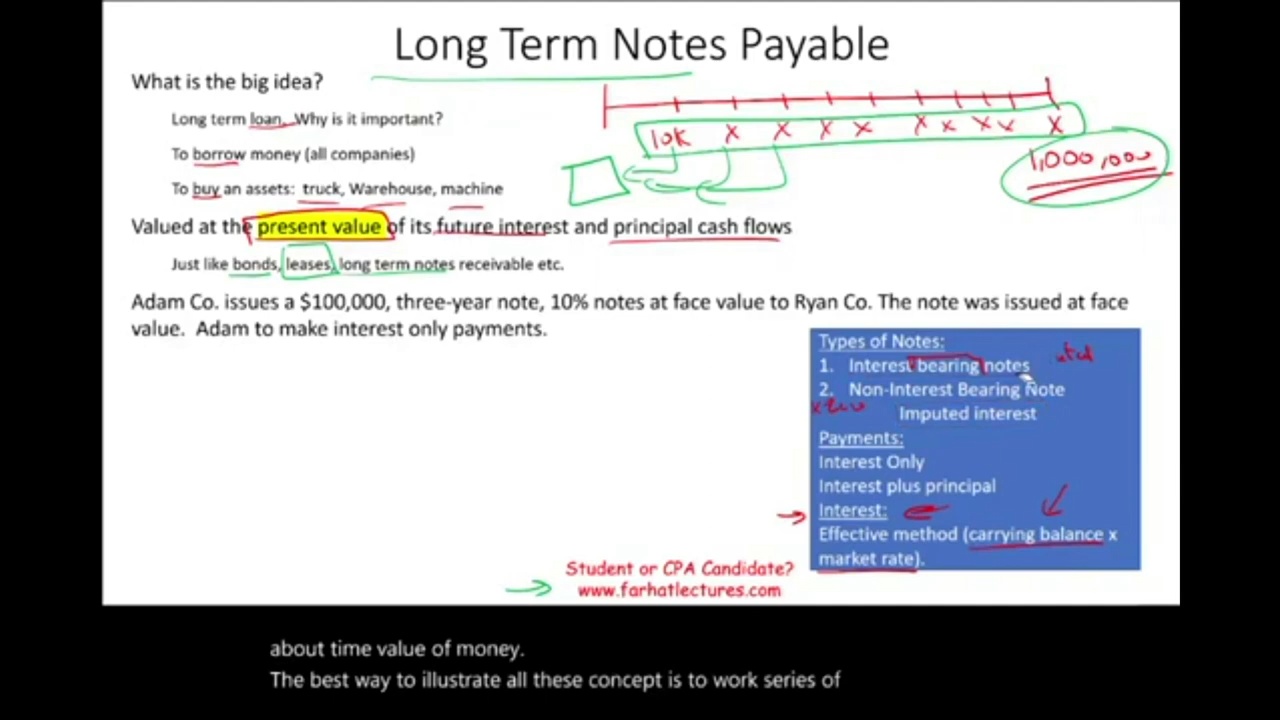 Long Term Notes Payable
What is the big idea?
Long term loan, Why is it important?
To borrow money (all companies)
To buy an assets: truck, Warehouse, machine
10K x x x x x x x x x
1,000,000
Valued at the present value of its future interest and principal cash flows
Just like bonds, leases, long term notes receivable etc.
Adam Co. issues a $100,000, three-year note, 10% notes at face value to Ryan Co. The note was issued at face
value. Adam to make interest only payments.
Types of Notes:
1. Interest bearing notes
2. Non-Interest Bearing Note
Imputed interest
Payments:
Interest Only
Interest plus principal
Interest:
Effective method (carrying balance x
market rate).
Student or CPA Candidate?
www.farhatlectures.com
about time value of money.
The best way to illustrate all these concept is to work series of